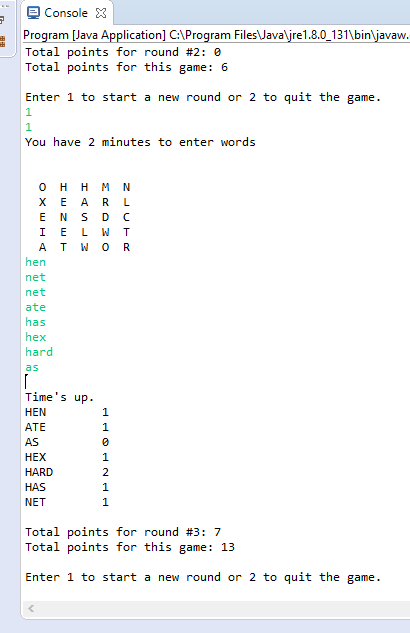 Console
Program [Java Application] C:\Program Files\Java\jre1.8.0_131\bin\javaw.
Total points for round #2: 0
Total points for this game: 6
Enter 1 to start a new round or 2 to quit the game.
1
1
You have 2 minutes to enter words
O H H M N
X E A R L
E N S D C
I E L W T
A T W O R
hen
net
net
ate
has
hex
hard
as
Time's up.
HEN 1
ATE 1
AS 0
HEX 1
HARD 2
HAS 1
NET 1
Total points for round #3: 7
Total points for this game: 13
Enter 1 to start a new round or 2 to quit the game.